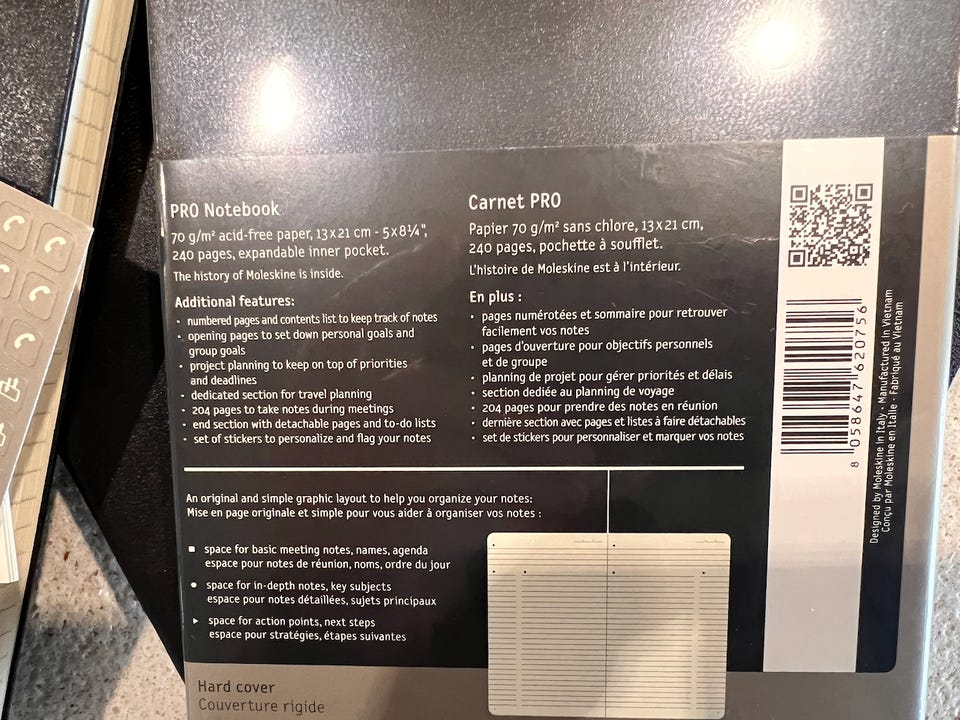 PRO Notebook
70 g/m² acid-free paper, 13x21 cm - 5x8¼",
240 pages, expandable inner pocket.
The history of Moleskine is inside.
Additional features:
· numbered pages and contents list to keep track of notes
· opening pages to set down personal goals and
group goals
· project planning to keep on top of priorities
and deadlines
· dedicated section for travel planning
· 204 pages to take notes during meetings
· end section with detachable pages and to-do lists
· set of stickers to personalize and flag your notes
Carnet PRO
Papier 70 g/m² sans chlore, 13x21 cm,
240 pages, pochette à soufflet.
L'histoire de Moleskine est à l'intérieur.
En plus :
· pages numérotées et sommaire pour retrouver
facilement vos notes
· pages d'ouverture pour objectifs personnels
et de groupe
· planning de projet pour gérer priorités et délais
· section dediée au planning de voyage
· 204 pages pour prendre des notes en réunion
· dernière section avec pages et listes à faire détachables
· set de stickers pour personnaliser et marquer vos notes
An original and simple graphic layout to help you organize your notes:
Mise en page originale et simple pour vous aider à organiser vos notes :
■ space for basic meeting notes, names, agenda
espace pour notes de réunion, noms, ordre du jour
● space for in-depth notes, key subjects
espace pour notes détaillées, sujets principaux
▸ space for action points, next steps
espace pour stratégies, étapes suivantes
Hard cover
Couverture rigide
8 058647 620756
Designed by Moleskine in Italy - Manufactured in Vietnam
Conçu par Moleskine en Italie - Fabriqué au Vietnam